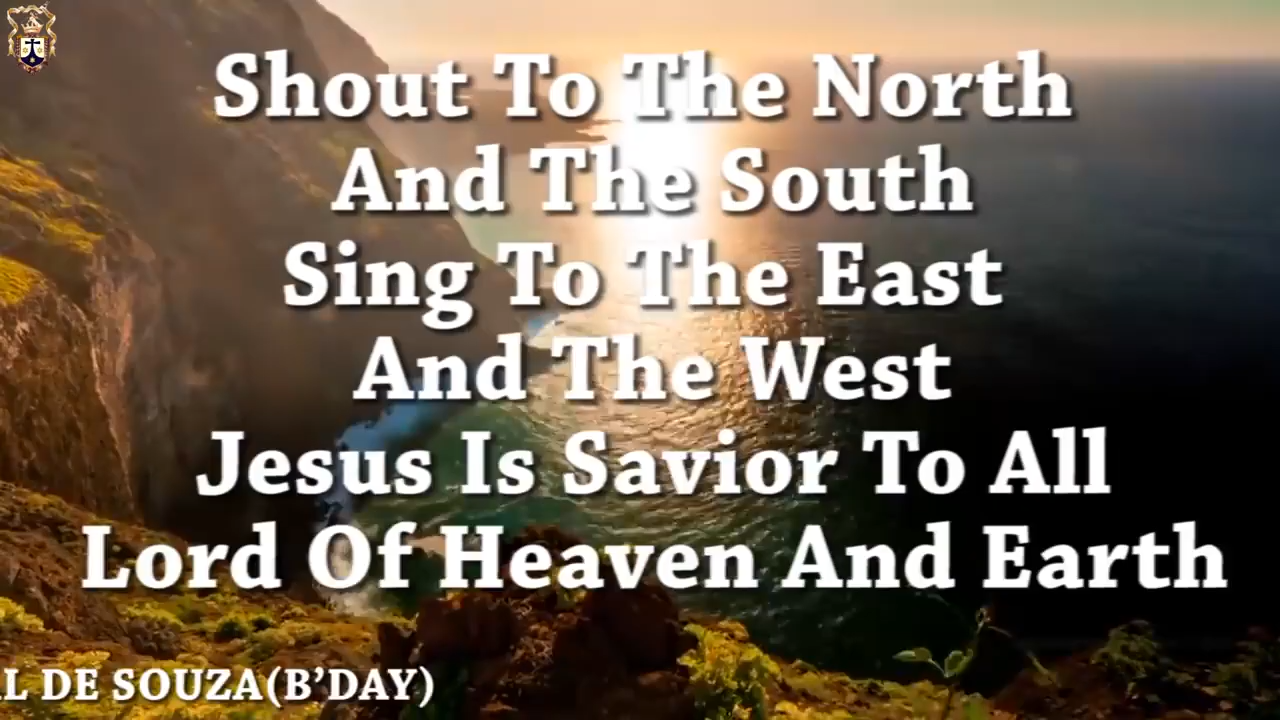 Shout To The North
And The South
Sing To The East
And The West
Jesus Is Savior To All
Lord Of Heaven And Earth
DE SOUZA(B’DAY)